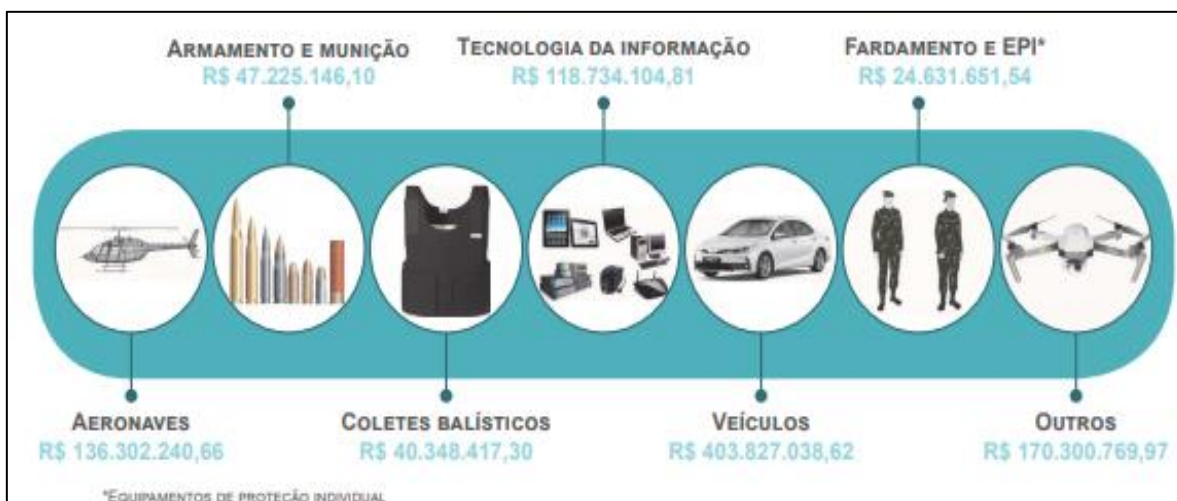 ARMAMENTO E MUNIÇÃO
R$ 47.225.146,10
TECNOLOGIA DA INFORMAÇÃO
R$ 118.734.104,81
FARDAMENTO E EPI*
R$ 24.631.651,54
AERONAVES
R$ 136.302.240,66
COLETES BALÍSTICOS
R$ 40.348.417,30
VEÍCULOS
R$ 403.827.038,62
OUTROS
R$ 170.300.769,97
*EQUIPAMENTOS DE PROTEÇÃO INDIVIDUAL